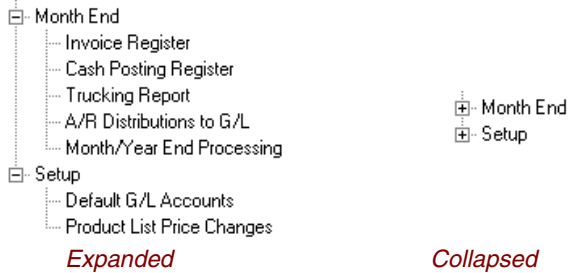 Month End
Invoice Register
Cash Posting Register
Trucking Report
A/R Distributions to G/L
Month/Year End Processing
Setup
Default G/L Accounts
Product List Price Changes
Expanded
Month End
Setup
Collapsed